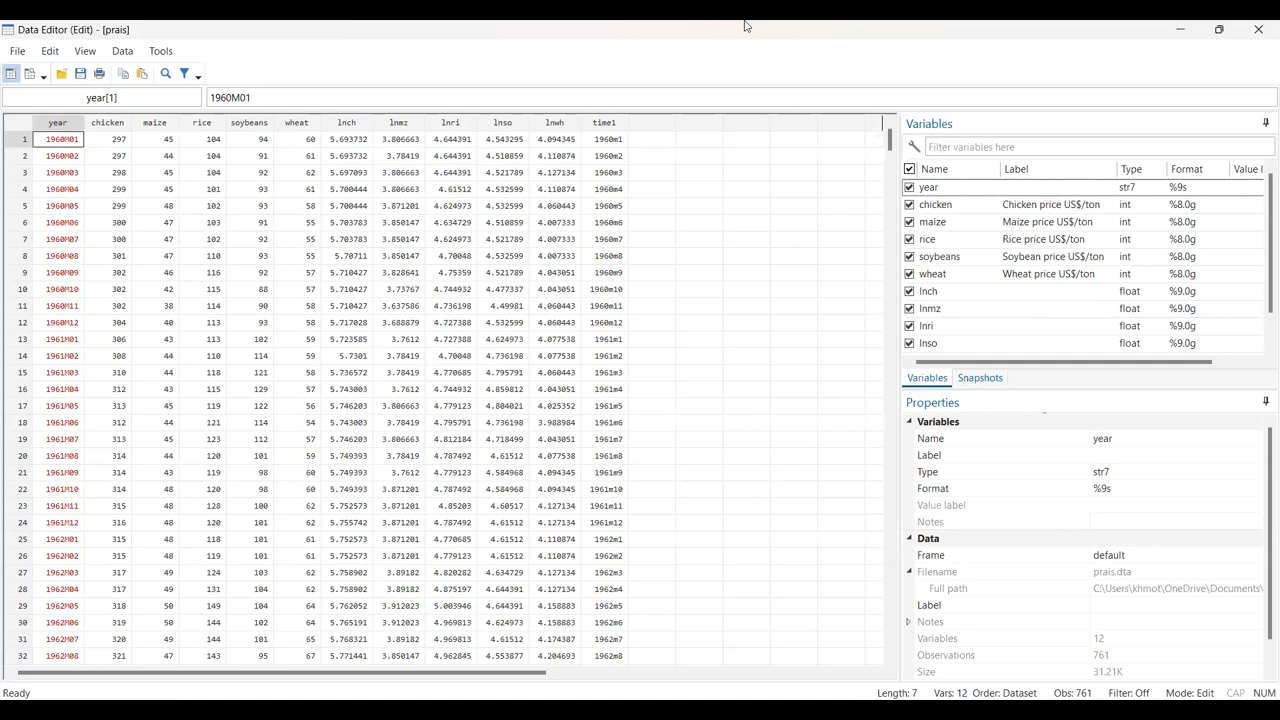 Data Editor (Edit) - [prais]
File Edit View Data Tools
year[1] 1960M01
year chicken maize rice soybeans wheat lnch lnmz lnri lnso lnwh time1
1 1960M01 297 45 104 94 60 5.693732 3.806663 4.644391 4.543295 4.094345 1960m1
2 1960M02 297 44 104 91 61 5.693732 3.78419 4.644391 4.510859 4.110874 1960m2
3 1960M03 298 45 104 92 62 5.697093 3.806663 4.644391 4.521789 4.127134 1960m3
4 1960M04 299 45 101 93 61 5.700444 3.806663 4.61512 4.532599 4.110874 1960m4
5 1960M05 299 48 102 93 58 5.700444 3.871201 4.624973 4.532599 4.060443 1960m5
6 1960M06 300 47 103 91 55 5.703783 3.850147 4.634729 4.510859 4.007333 1960m6
7 1960M07 300 47 102 92 55 5.703783 3.850147 4.624973 4.521789 4.007333 1960m7
8 1960M08 301 47 110 93 55 5.70711 3.850147 4.70048 4.532599 4.007333 1960m8
9 1960M09 302 46 116 92 57 5.710427 3.828641 4.75359 4.521789 4.043051 1960m9
10 1960M10 302 42 115 88 57 5.710427 3.73767 4.744932 4.477337 4.043051 1960m10
11 1960M11 302 38 114 90 58 5.710427 3.637586 4.736198 4.49981 4.060443 1960m11
12 1960M12 304 40 113 93 58 5.717028 3.688879 4.727388 4.532599 4.060443 1960m12
13 1961M01 306 43 113 102 59 5.723585 3.7612 4.727388 4.624973 4.077538 1961m1
14 1961M02 308 44 110 114 59 5.7301 3.78419 4.70048 4.736198 4.077538 1961m2
15 1961M03 310 44 118 121 58 5.736572 3.78419 4.770685 4.795791 4.060443 1961m3
16 1961M04 312 43 115 129 57 5.743003 3.7612 4.744932 4.859812 4.043051 1961m4
17 1961M05 313 45 119 122 56 5.746203 3.806663 4.779123 4.804021 4.025352 1961m5
18 1961M06 312 44 121 114 54 5.743003 3.78419 4.795791 4.736198 3.988984 1961m6
19 1961M07 313 45 123 112 57 5.746203 3.806663 4.812184 4.718499 4.043051 1961m7
20 1961M08 314 44 120 101 59 5.749393 3.78419 4.787492 4.61512 4.077538 1961m8
21 1961M09 314 43 119 98 60 5.749393 3.7612 4.779123 4.584968 4.094345 1961m9
22 1961M10 314 48 120 98 60 5.749393 3.871201 4.787492 4.584968 4.094345 1961m10
23 1961M11 315 48 128 100 62 5.752573 3.871201 4.85203 4.60517 4.127134 1961m11
24 1961M12 316 48 120 101 62 5.755742 3.871201 4.787492 4.61512 4.127134 1961m12
25 1962M01 315 48 118 101 61 5.752573 3.871201 4.770685 4.61512 4.110874 1962m1
26 1962M02 315 48 119 101 61 5.752573 3.871201 4.779123 4.61512 4.110874 1962m2
27 1962M03 317 49 124 103 62 5.758902 3.89182 4.820282 4.634729 4.127134 1962m3
28 1962M04 317 49 131 104 62 5.758902 3.89182 4.875197 4.644391 4.127134 1962m4
29 1962M05 318 50 149 104 64 5.762052 3.912023 5.003946 4.644391 4.158883 1962m5
30 1962M06 319 50 144 102 64 5.765191 3.912023 4.969813 4.624973 4.158883 1962m6
31 1962M07 320 49 144 101 65 5.768321 3.89182 4.969813 4.61512 4.174387 1962m7
32 1962M08 321 47 143 95 67 5.771441 3.850147 4.962845 4.553877 4.204693 1962m8
Variables
Filter variables here
Name Label Type Format Value l
year str7 %9s
chicken Chicken price US$/ton int %8.0g
maize Maize price US$/ton int %8.0g
rice Rice price US$/ton int %8.0g
soybeans Soybean price US$/ton int %8.0g
wheat Wheat price US$/ton int %8.0g
lnch float %9.0g
lnmz float %9.0g
lnri float %9.0g
lnso float %9.0g
Variables Snapshots
Properties
Variables
Name year
Label
Type str7
Format %9s
Value label
Notes
Data
Frame default
Filename prais.dta
Full path C:\Users\khmot\OneDrive\Documents\
Label
Notes
Variables 12
Observations 761
Size 31.21K
Ready Length: 7 Vars: 12 Order: Dataset Obs: 761 Filter: Off Mode: Edit CAP NUM